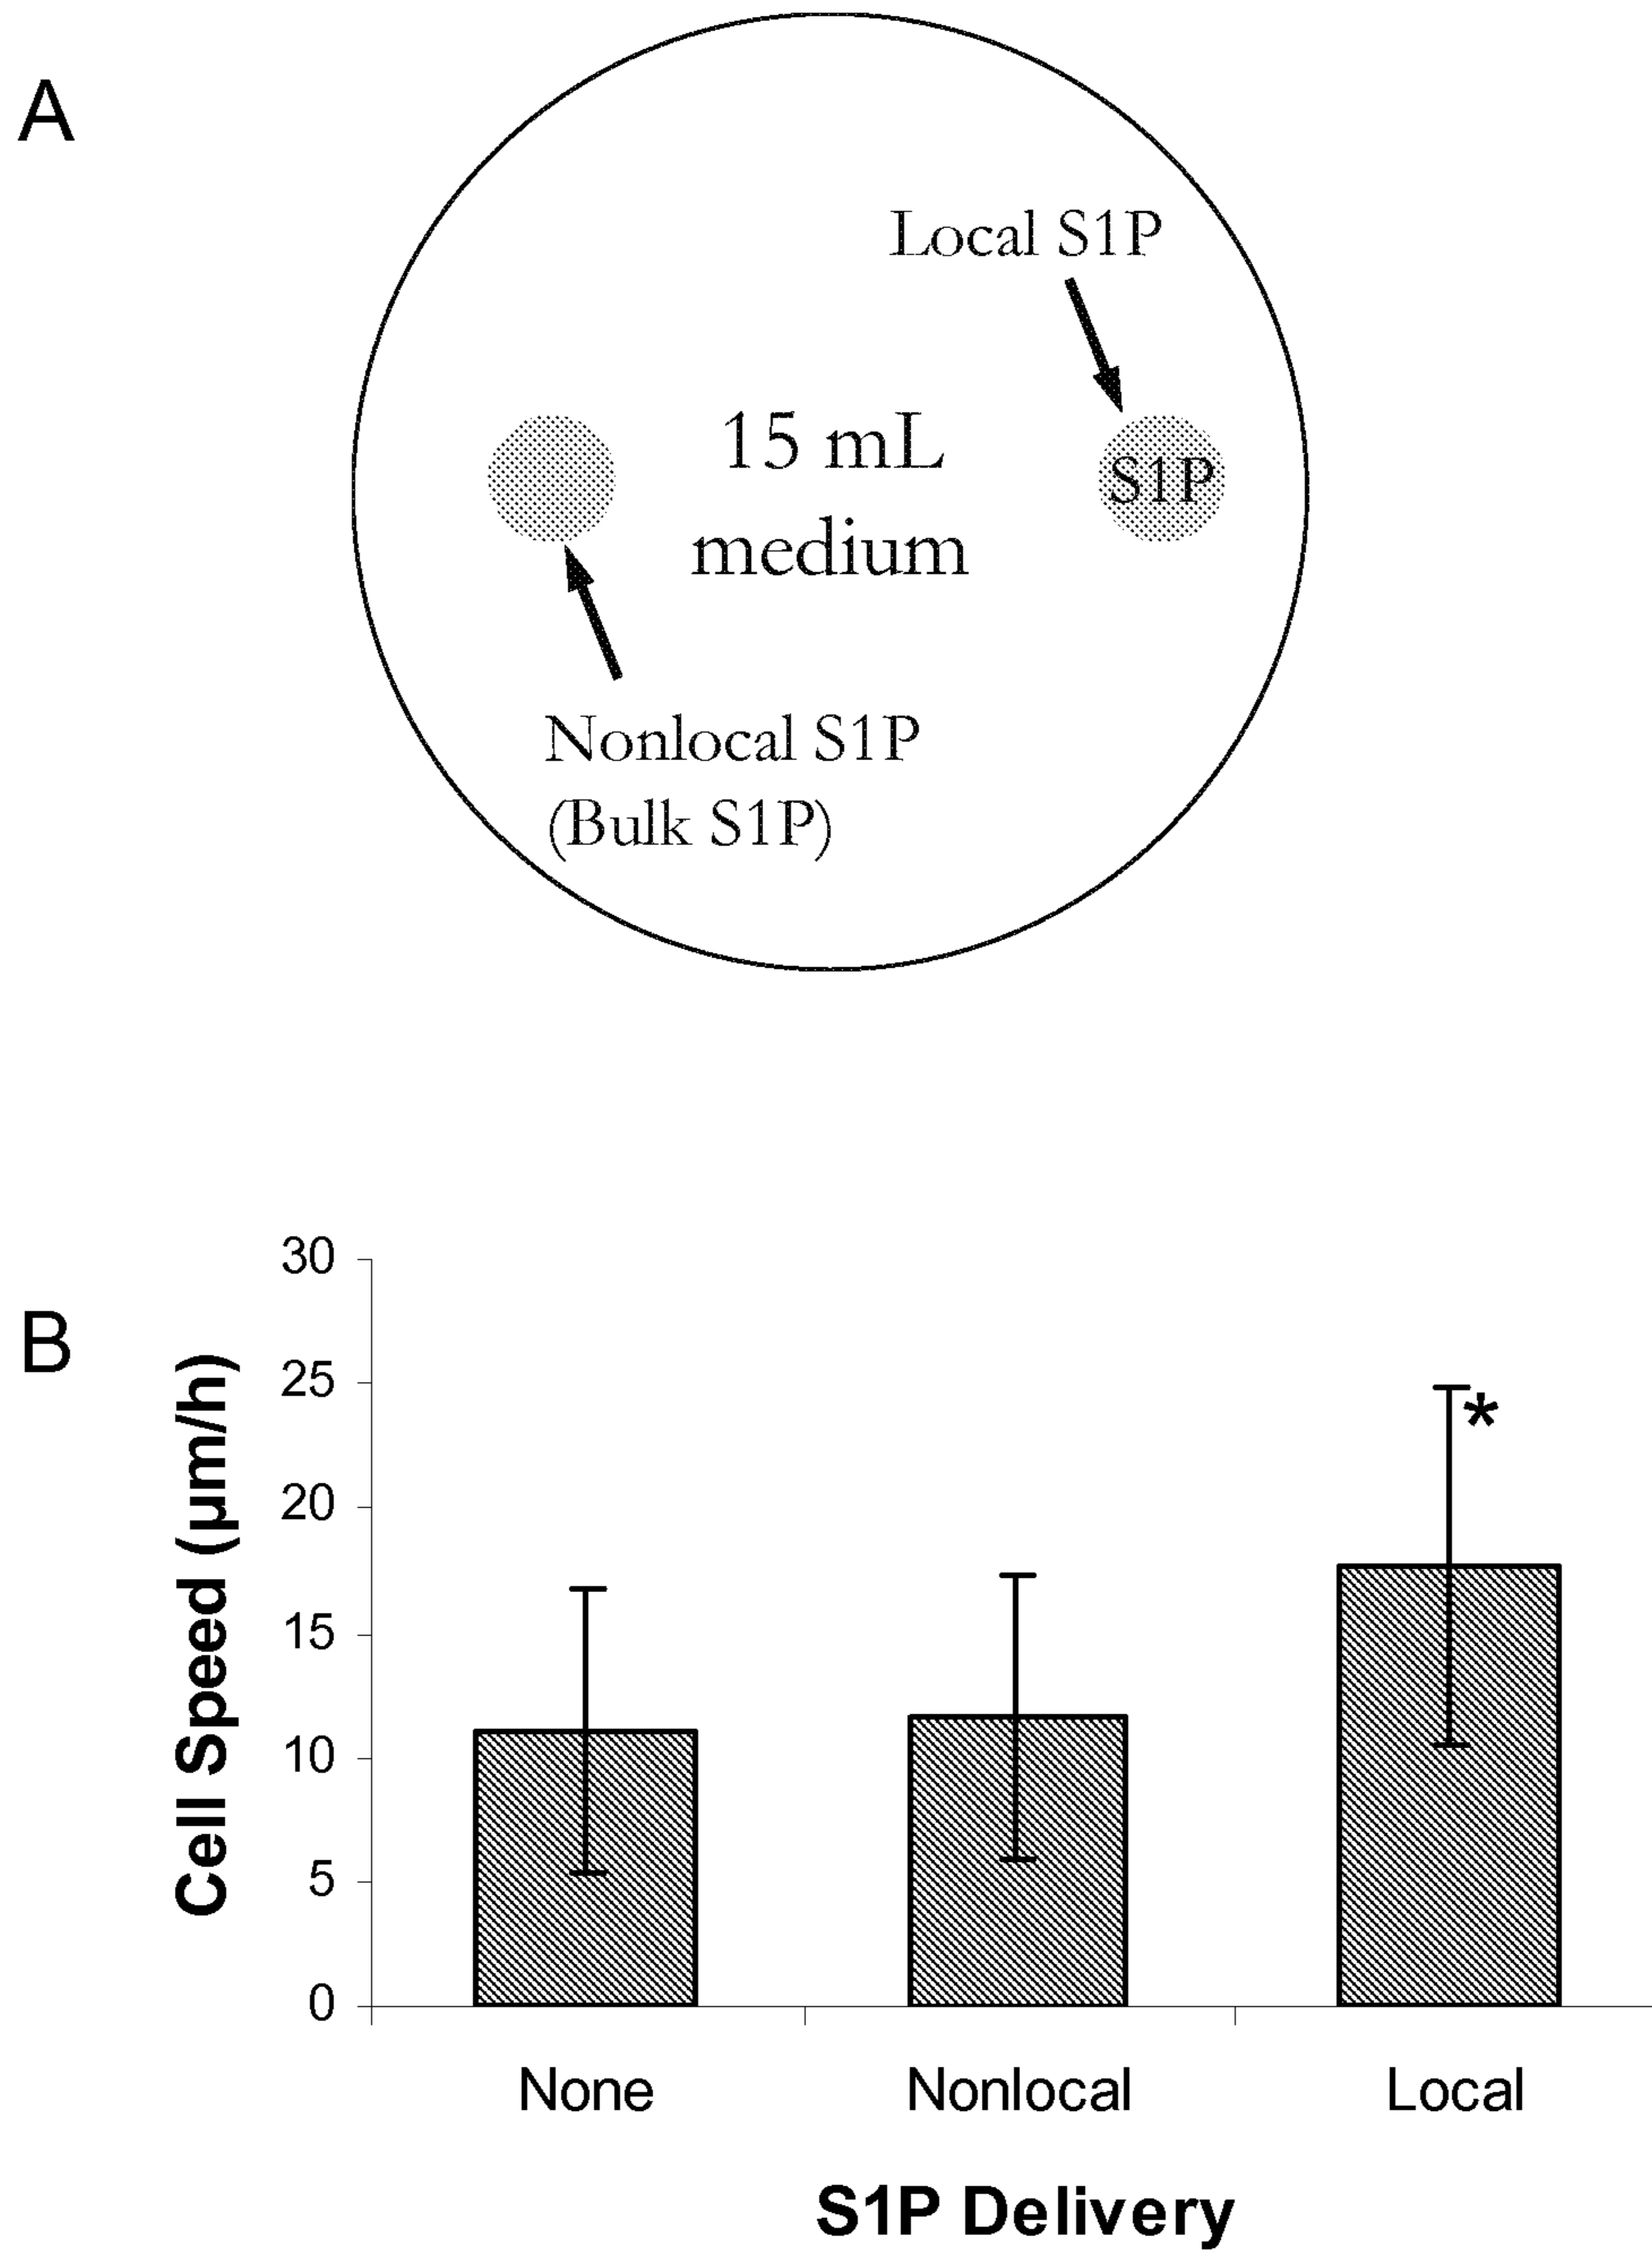 A
Local S1P
S1P
15 mL
medium
Nonlocal S1P
(Bulk S1P)
B
Cell Speed (µm/h)
30
25
20
15
10
5
0
*
None
Nonlocal
Local
S1P Delivery